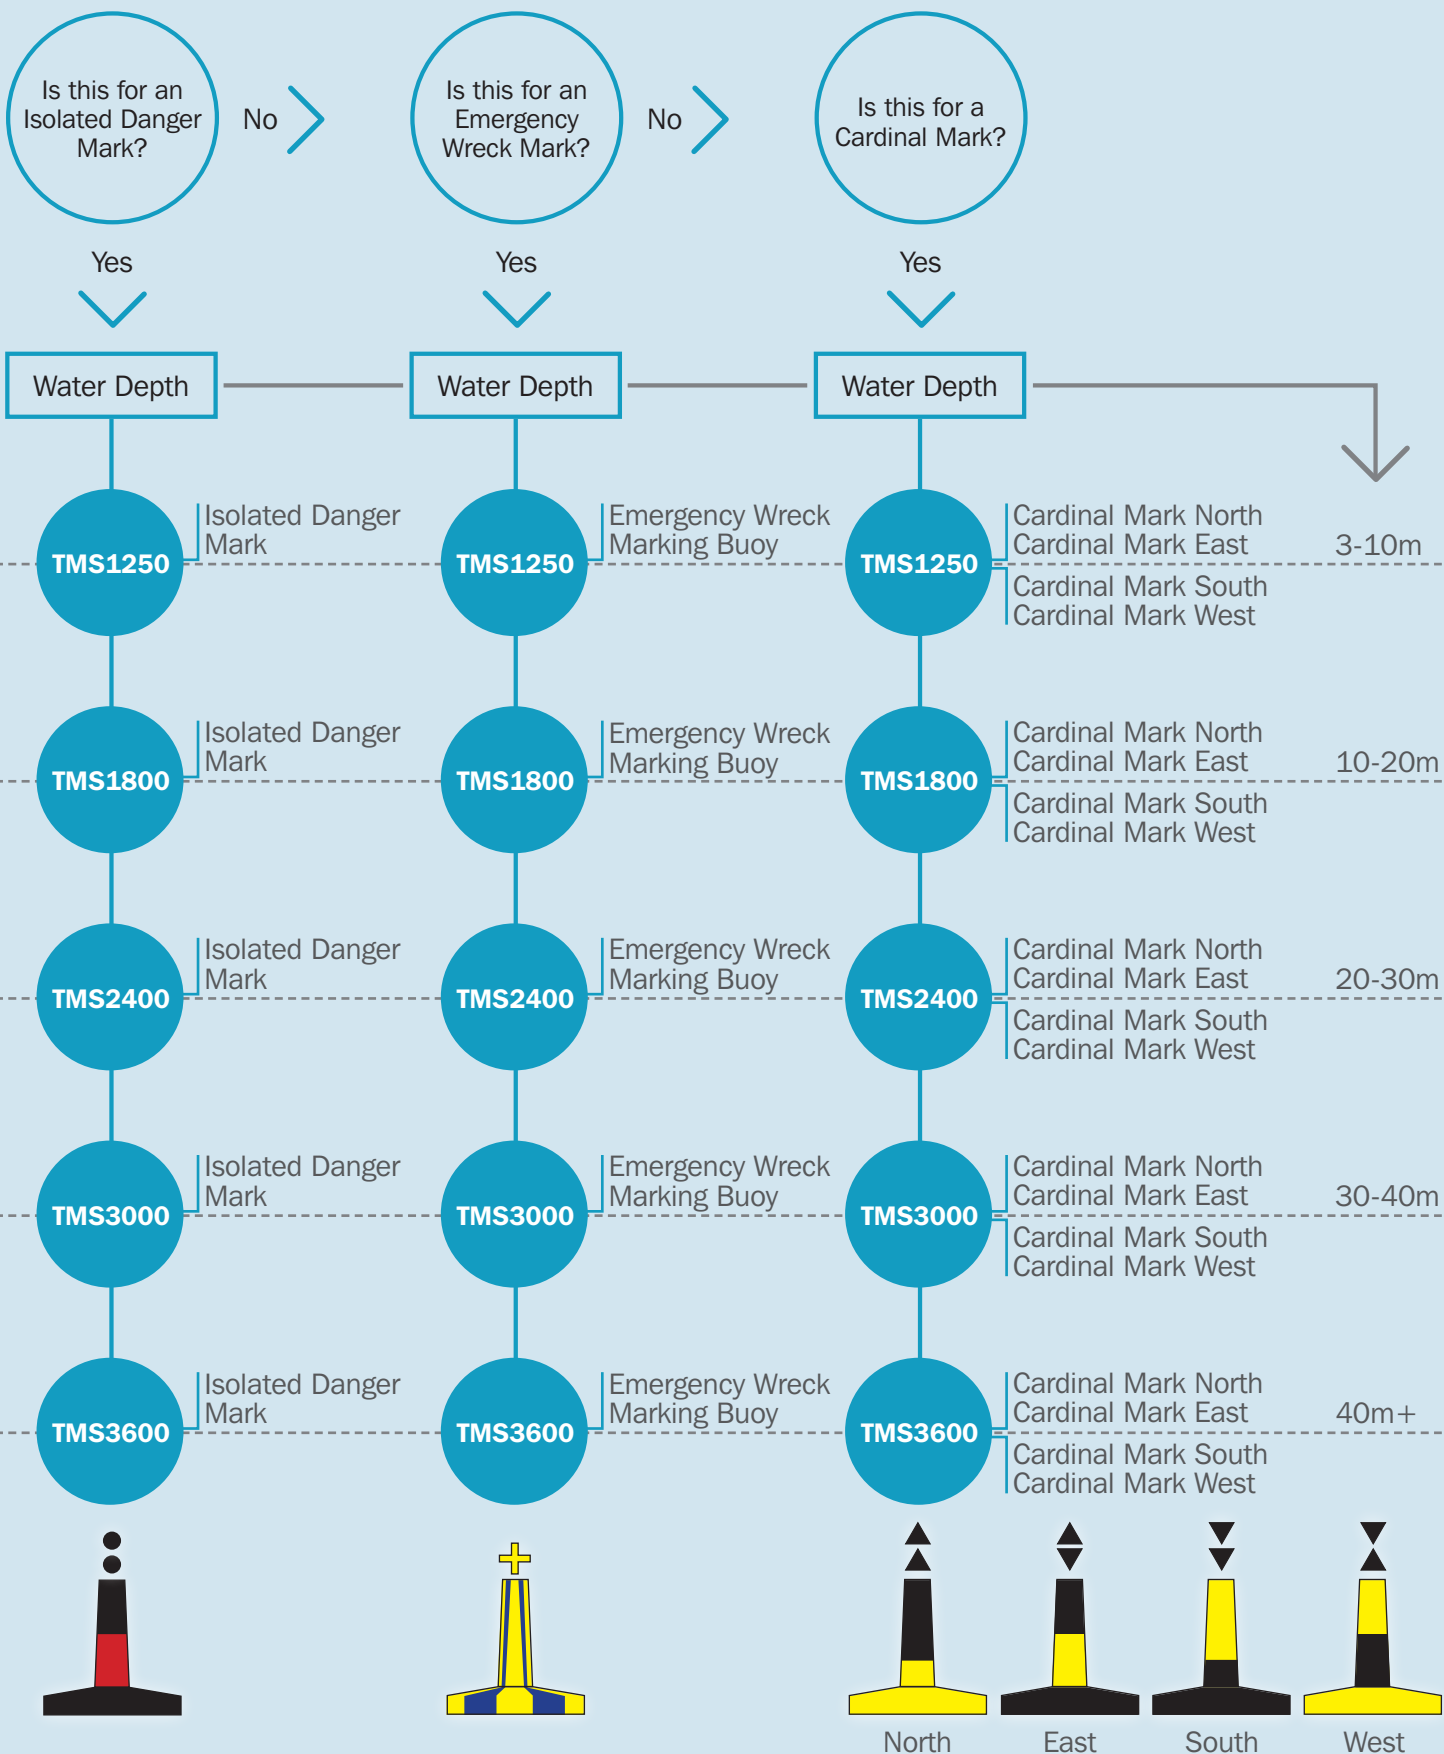 Is this for an
Isolated Danger
Mark?
No
Is this for an
Emergency
Wreck Mark?
No
Is this for a
Cardinal Mark?
Yes
Yes
Yes
Water Depth
Water Depth
Water Depth
TMS1250
Isolated Danger
Mark
TMS1250
Emergency Wreck
Marking Buoy
TMS1250
Cardinal Mark North
Cardinal Mark East
Cardinal Mark South
Cardinal Mark West
3-10m
TMS1800
Isolated Danger
Mark
TMS1800
Emergency Wreck
Marking Buoy
TMS1800
Cardinal Mark North
Cardinal Mark East
Cardinal Mark South
Cardinal Mark West
10-20m
TMS2400
Isolated Danger
Mark
TMS2400
Emergency Wreck
Marking Buoy
TMS2400
Cardinal Mark North
Cardinal Mark East
Cardinal Mark South
Cardinal Mark West
20-30m
TMS3000
Isolated Danger
Mark
TMS3000
Emergency Wreck
Marking Buoy
TMS3000
Cardinal Mark North
Cardinal Mark East
Cardinal Mark South
Cardinal Mark West
30-40m
TMS3600
Isolated Danger
Mark
TMS3600
Emergency Wreck
Marking Buoy
TMS3600
Cardinal Mark North
Cardinal Mark East
Cardinal Mark South
Cardinal Mark West
40m+
North
East
South
West